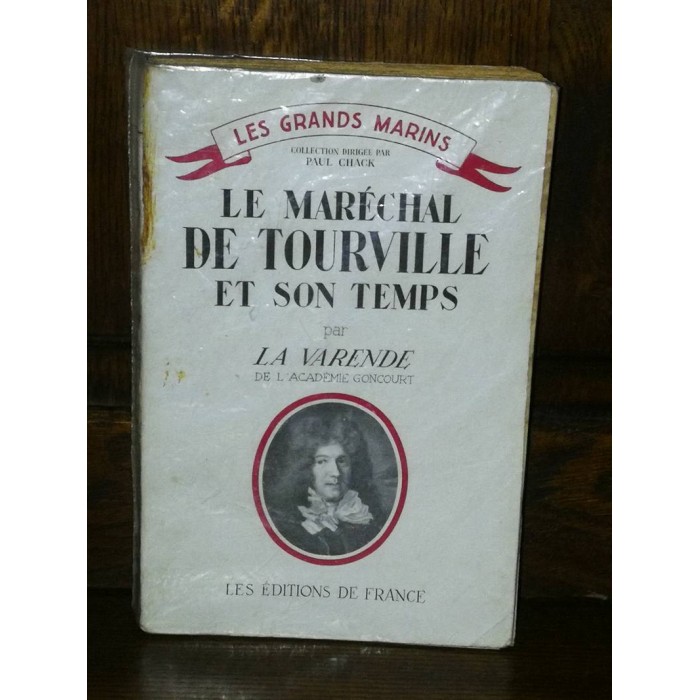 LES GRANDS MARINS
COLLECTION DIRIGÉE PAR
PAUL CHACK
LE MARÉCHAL
DE TOURVILLE
ET SON TEMPS
par
LA VARENDE
DE L'ACADÉMIE GONCOURT
LES ÉDITIONS DE FRANCE